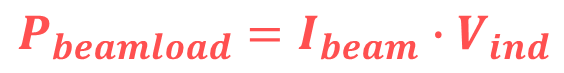 P_beamload = I_beam · V_ind